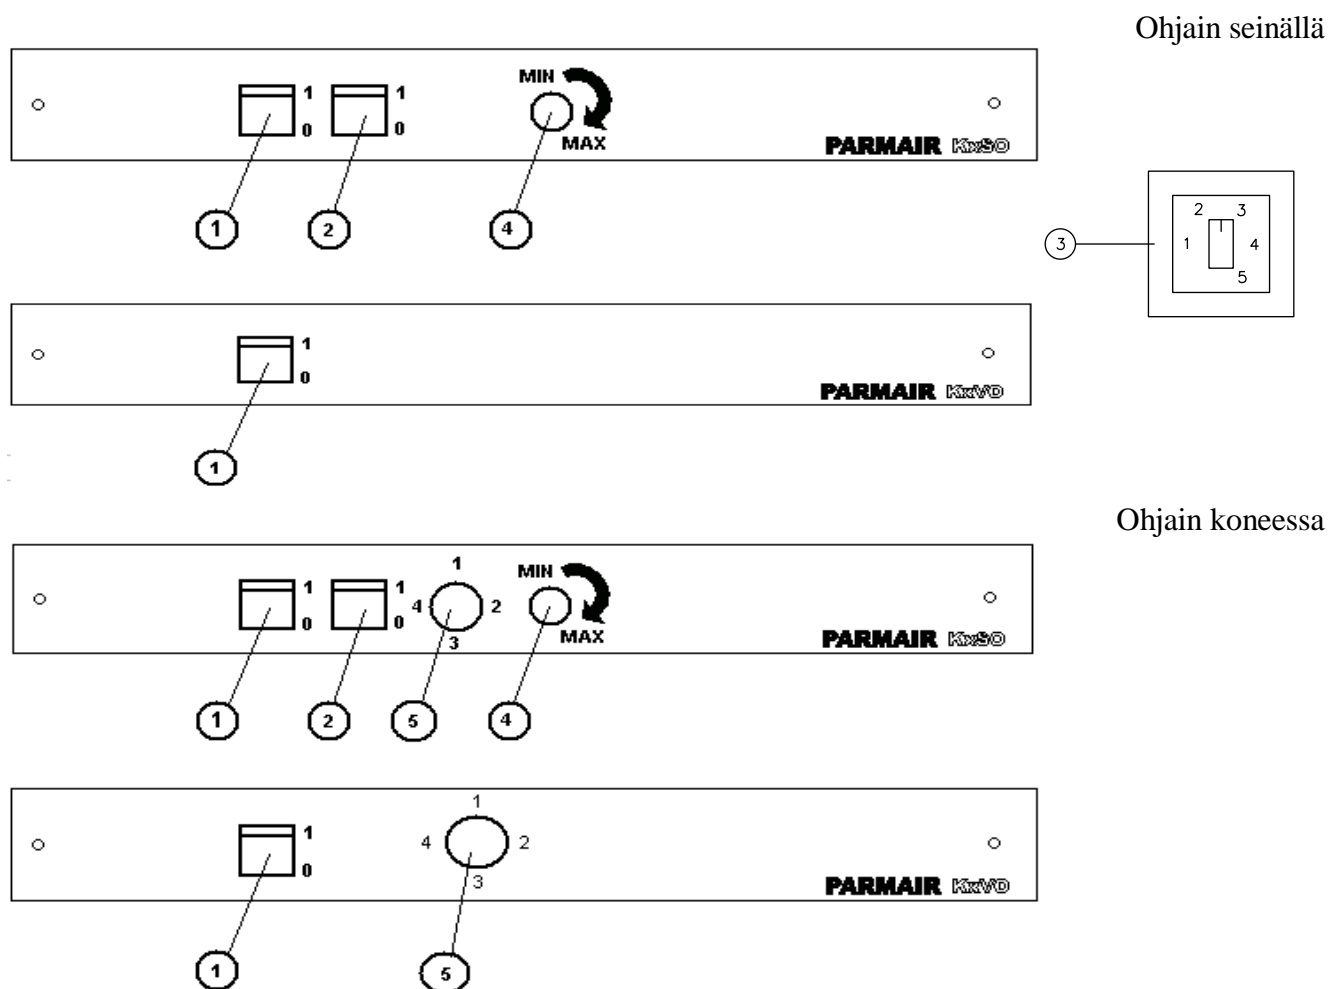 Ohjain seinällä
MIN
1 1
0 0
MAX
PARMAIR KxSO
1 2 4
2 3
3 1 4
5
1
0
PARMAIR KxVD
1
Ohjain koneessa
1 MIN
1 1
4 2
0 0
3 MAX
PARMAIR KxSO
1 2 5 4
1
1
4 2
0
3
PARMAIR KxVD
1 5